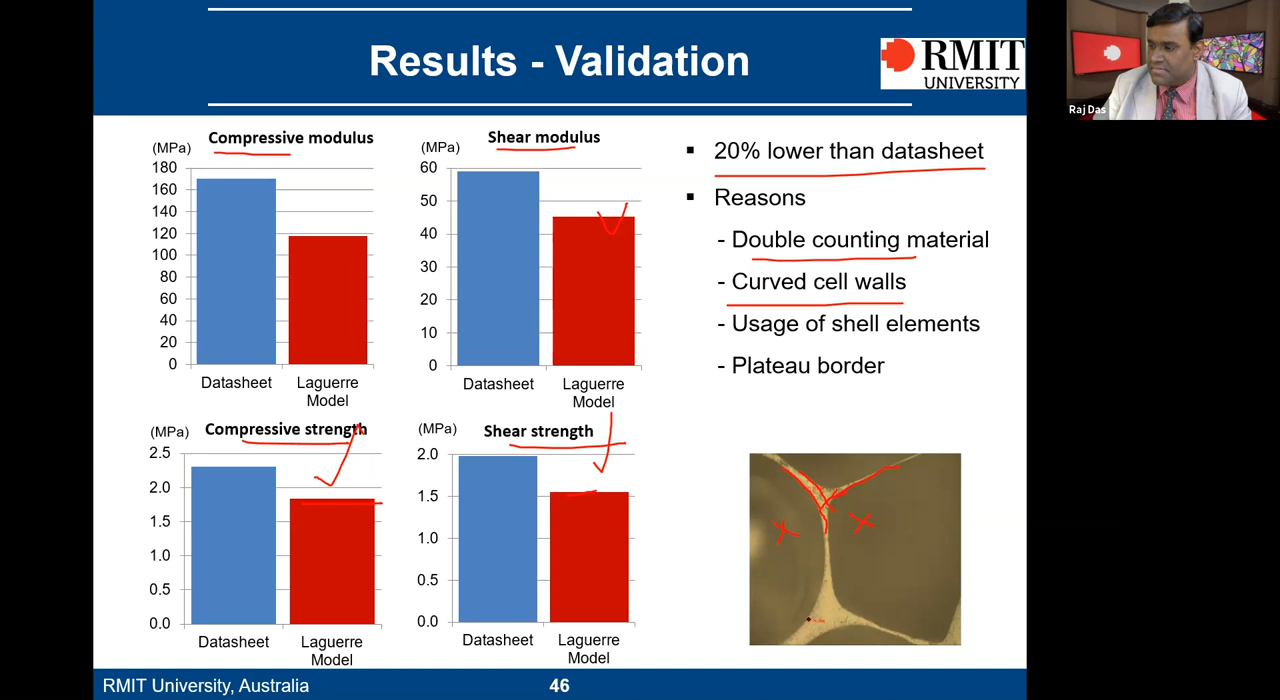 Results - Validation
RMIT
UNIVERSITY
Raj Das
Compressive modulus
(MPa)
180
160
140
120
100
80
60
40
20
0
Datasheet
Laguerre
Model
Shear modulus
(MPa)
60
50
40
30
20
10
0
Datasheet
Laguerre
Model
▪ 20% lower than datasheet
▪ Reasons
- Double counting material
- Curved cell walls
- Usage of shell elements
- Plateau border
Compressive strength
(MPa)
2.5
2.0
1.5
1.0
0.5
0.0
Datasheet
Laguerre
Model
Shear strength
(MPa)
2.0
1.5
1.0
0.5
0.0
Datasheet
Laguerre
Model
RMIT University, Australia
46